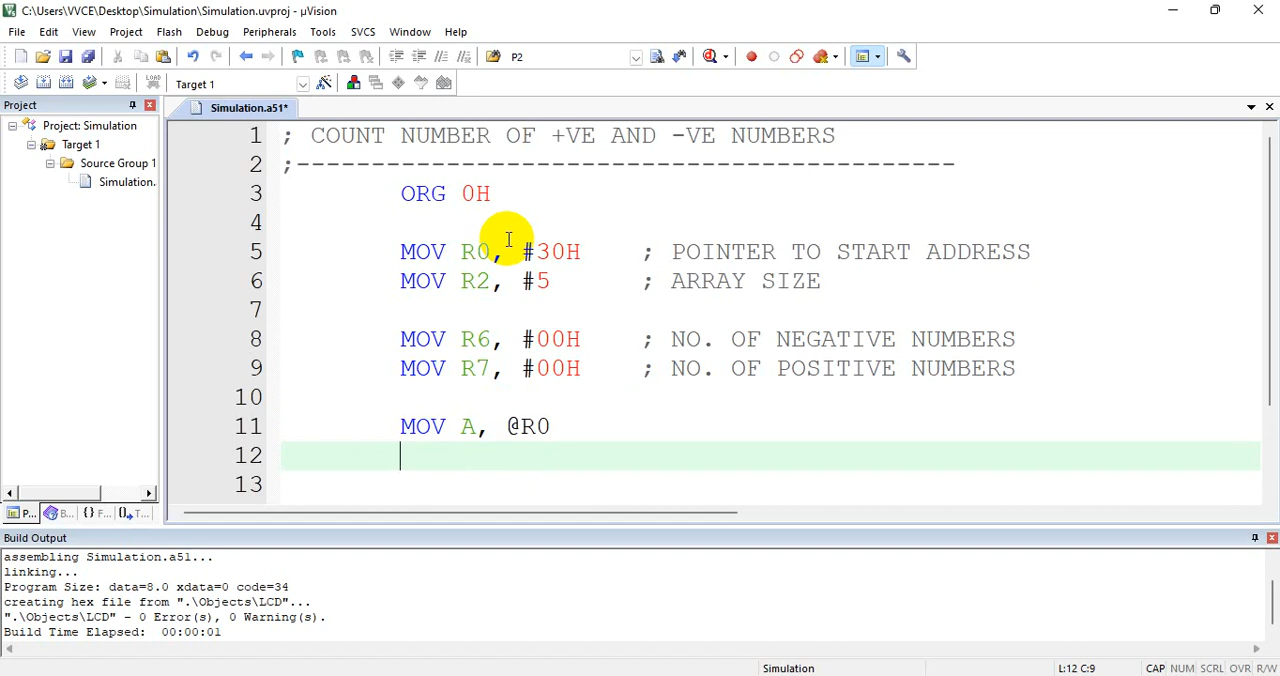 C:\Users\VVCE\Desktop\Simulation\Simulation.uvproj - µVision
File Edit View Project Flash Debug Peripherals Tools SVCS Window Help
P2
LOAD Target 1
Project
Simulation.a51*
Project: Simulation
Target 1
Source Group 1
Simulation.
1 ; COUNT NUMBER OF +VE AND -VE NUMBERS
2 ;--------------------------------------------
3 ORG 0H
4
5 MOV R0, #30H ; POINTER TO START ADDRESS
6 MOV R2, #5 ; ARRAY SIZE
7
8 MOV R6, #00H ; NO. OF NEGATIVE NUMBERS
9 MOV R7, #00H ; NO. OF POSITIVE NUMBERS
10
11 MOV A, @R0
12
13
P... B... {} F... T...
Build Output
assembling Simulation.a51...
linking...
Program Size: data=8.0 xdata=0 code=34
creating hex file from ".\Objects\LCD"...
".\Objects\LCD" - 0 Error(s), 0 Warning(s).
Build Time Elapsed: 00:00:01
Simulation L:12 C:9 CAP NUM SCRL OVR R/W